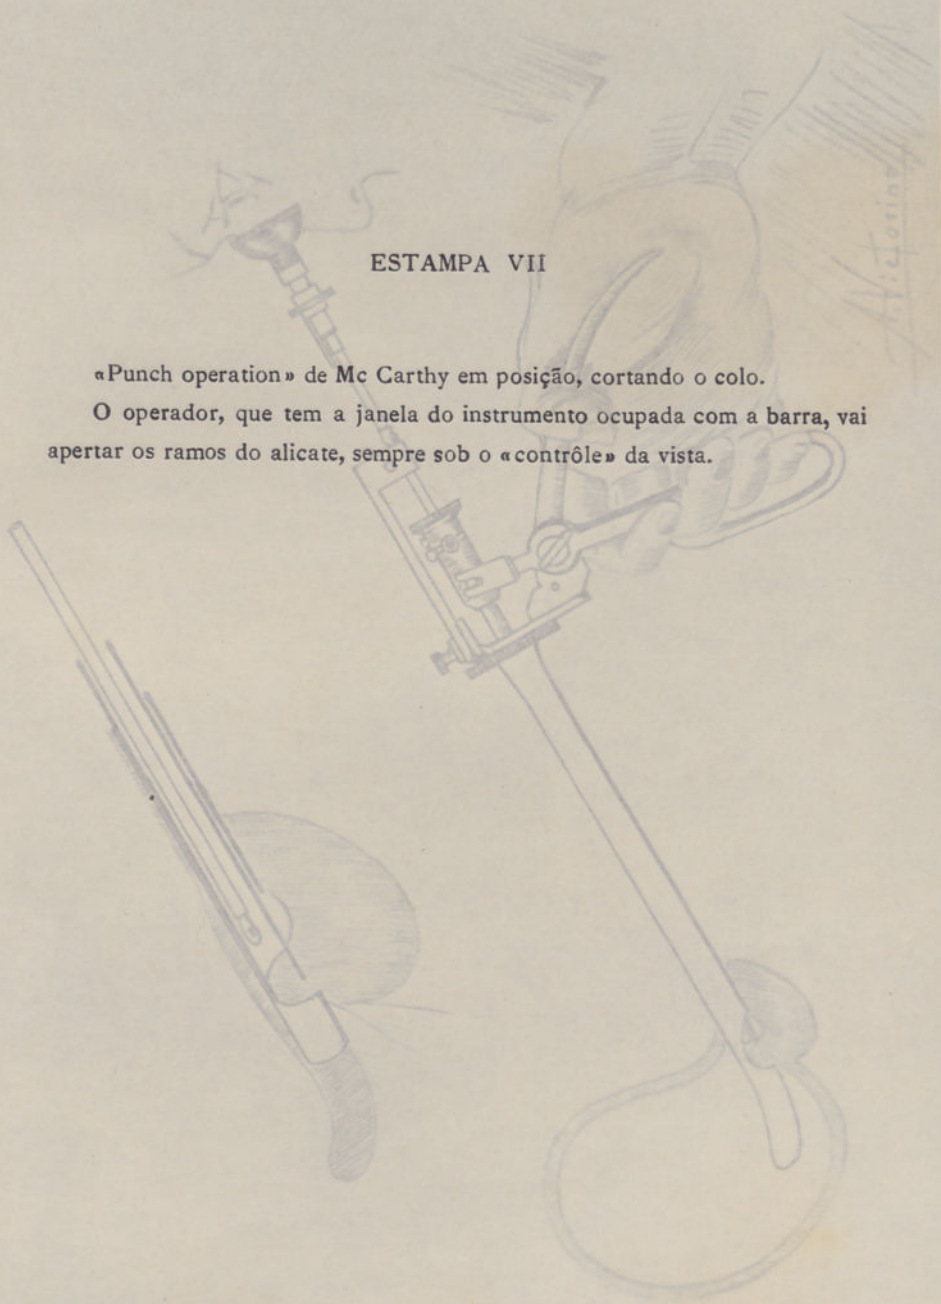 ESTAMPA VII
«Punch operation» de Mc Carthy em posição, cortando o colo.
O operador, que tem a janela do instrumento ocupada com a barra, vai
apertar os ramos do alicate, sempre sob o «contrôle» da vista.
A. Victorino